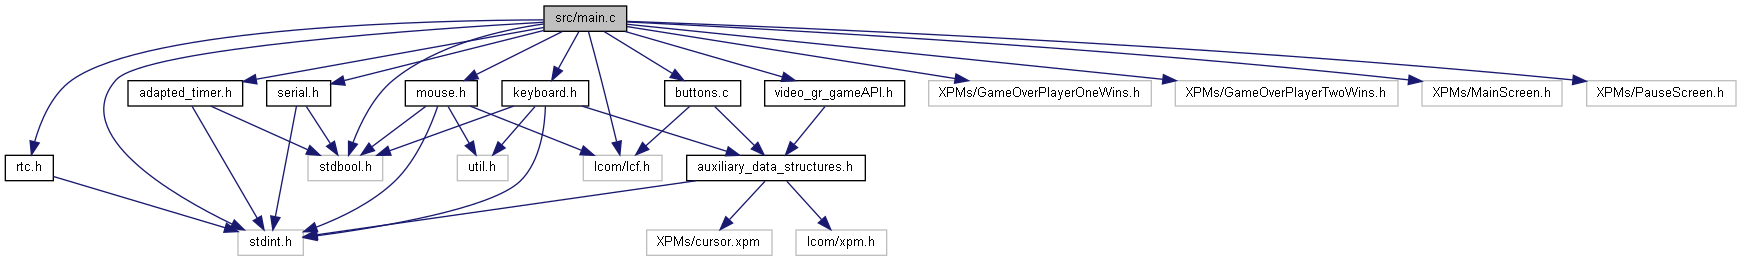 src/main.c
adapted_timer.h
serial.h
mouse.h
keyboard.h
buttons.c
video_gr_gameAPI.h
XPMs/GameOverPlayerOneWins.h
XPMs/GameOverPlayerTwoWins.h
XPMs/MainScreen.h
XPMs/PauseScreen.h
rtc.h
stdbool.h
util.h
lcom/lcf.h
auxiliary_data_structures.h
stdint.h
XPMs/cursor.xpm
lcom/xpm.h